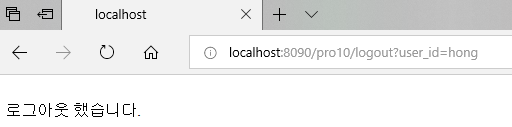 localhost
localhost:8090/pro10/logout?user_id=hong
로그아웃 했습니다.